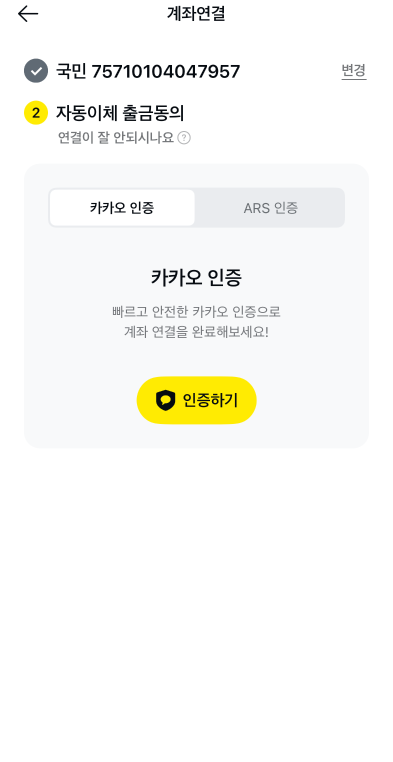 계좌연결
국민 75710104047957
변경
2 자동이체 출금동의
연결이 잘 안되시나요 ?
카카오 인증
ARS 인증
카카오 인증
빠르고 안전한 카카오 인증으로
계좌 연결을 완료해보세요!
인증하기